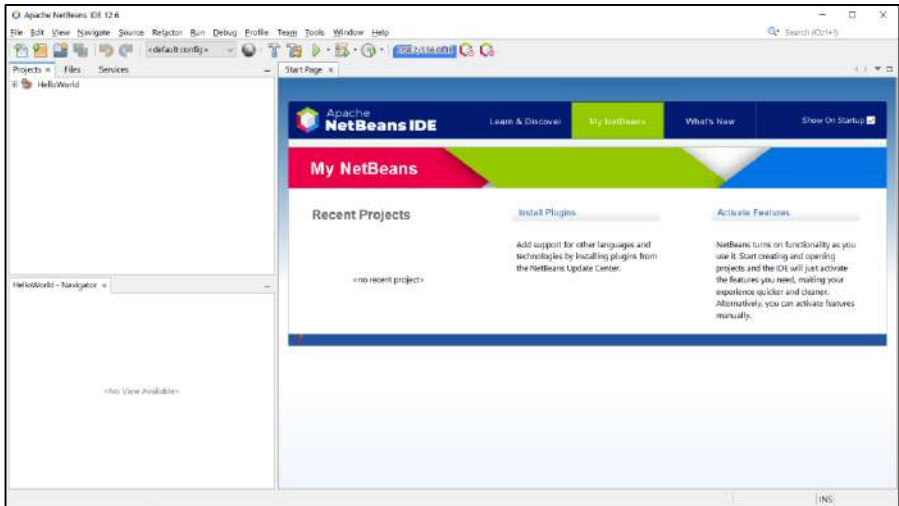 Apache NetBeans IDE 12.6
File Edit View Navigate Source Refactor Run Debug Profile Team Tools Window Help
Search (Ctrl+I)
<default config>
Projects Files Services
Start Page
HelloWorld
Apache
NetBeans IDE
Learn & Discover My NetBeans What's New Show On Startup
My NetBeans
Recent Projects
<no recent project>
Install Plugins
Add support for other languages and
technologies by installing plugins from
the NetBeans Update Center.
Activate Features
NetBeans turns on functionality as you
use it. Start creating and opening
projects and the IDE will just activate
the features you need, making your
experience quicker and cleaner.
Alternatively, you can activate features
manually.
HelloWorld - Navigator
<No View Available>
INS